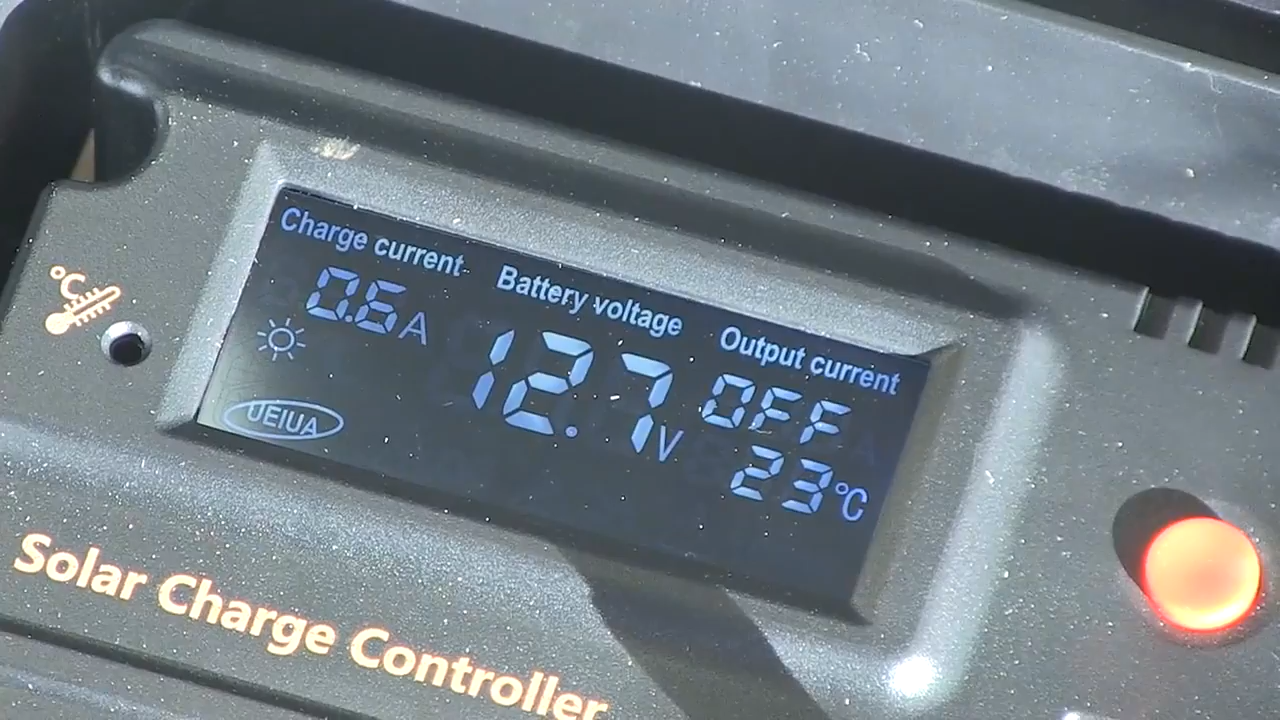 °C
Charge current
0.6A
Battery voltage
12.7V
Output current
OFF
23°C
UEIUA
Solar Charge Controller